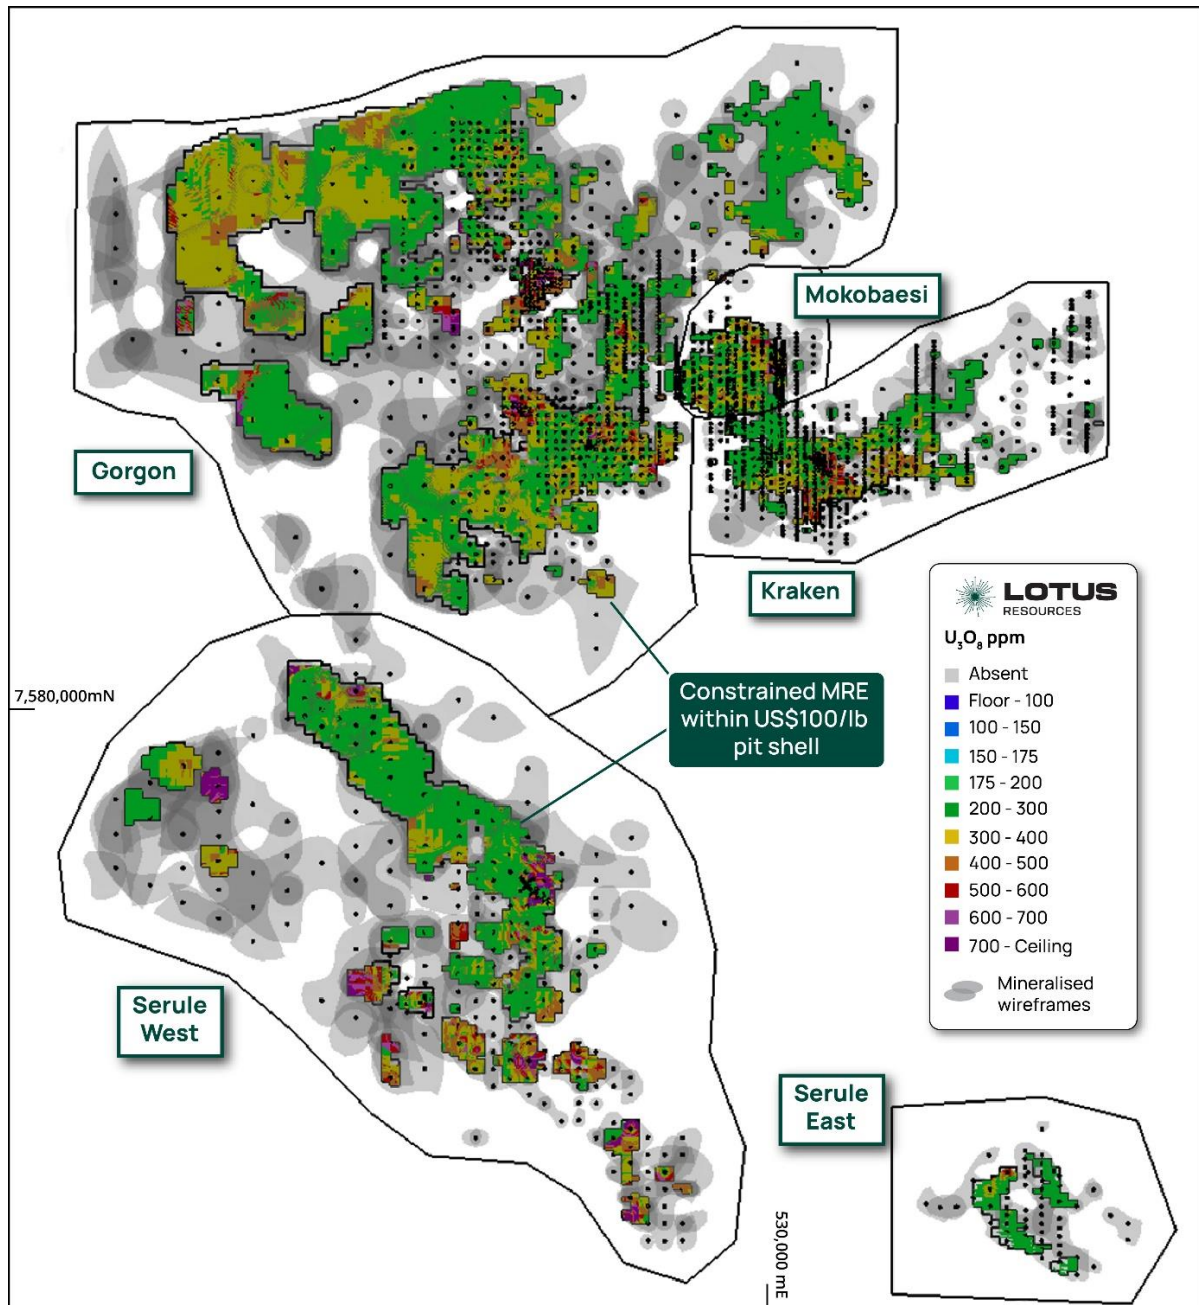 Mokobaesi
Gorgon
Kraken
LOTUS
RESOURCES
U₃O₈ ppm
Absent
Floor - 100
100 - 150
150 - 175
175 - 200
200 - 300
300 - 400
400 - 500
500 - 600
600 - 700
700 - Ceiling
Mineralised
wireframes
7,580,000mN
Constrained MRE
within US$100/lb
pit shell
Serule
West
Serule
East
530,000 mE